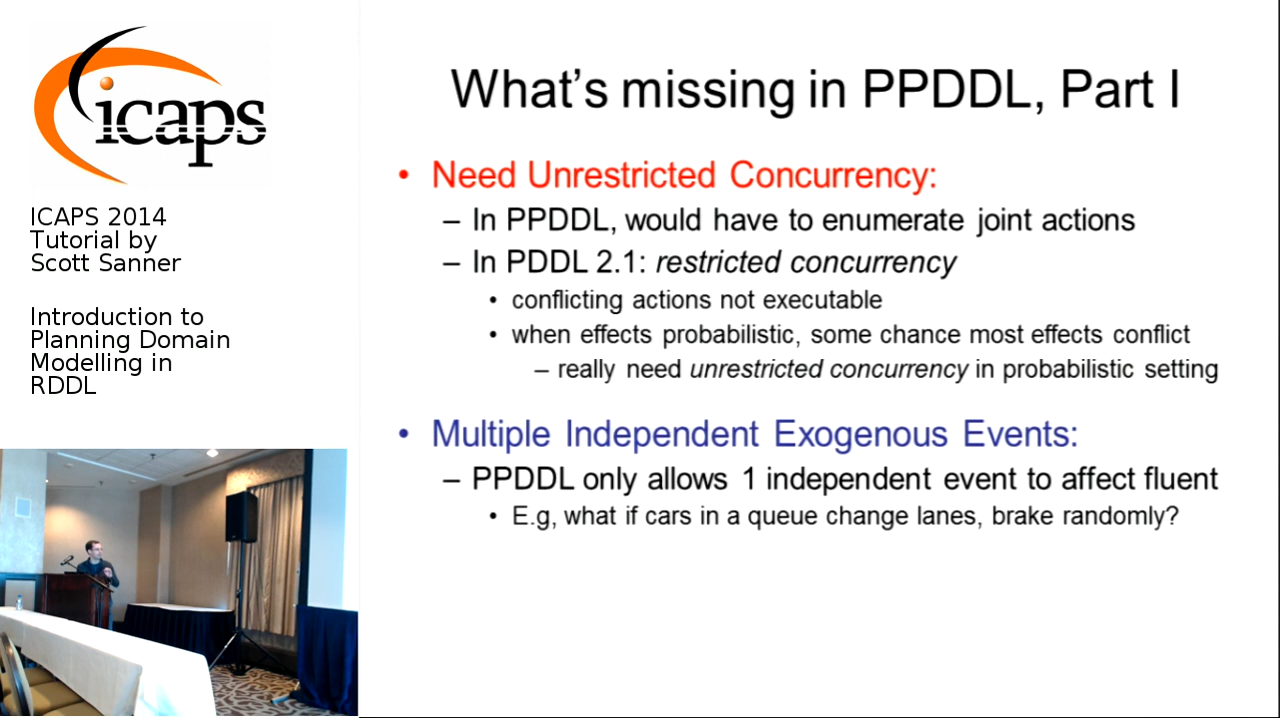 icaps
ICAPS 2014
Tutorial by
Scott Sanner
Introduction to
Planning Domain
Modelling in
RDDL
What's missing in PPDDL, Part I
• Need Unrestricted Concurrency:
– In PPDDL, would have to enumerate joint actions
– In PDDL 2.1: restricted concurrency
• conflicting actions not executable
• when effects probabilistic, some chance most effects conflict
– really need unrestricted concurrency in probabilistic setting
• Multiple Independent Exogenous Events:
– PPDDL only allows 1 independent event to affect fluent
• E.g, what if cars in a queue change lanes, brake randomly?